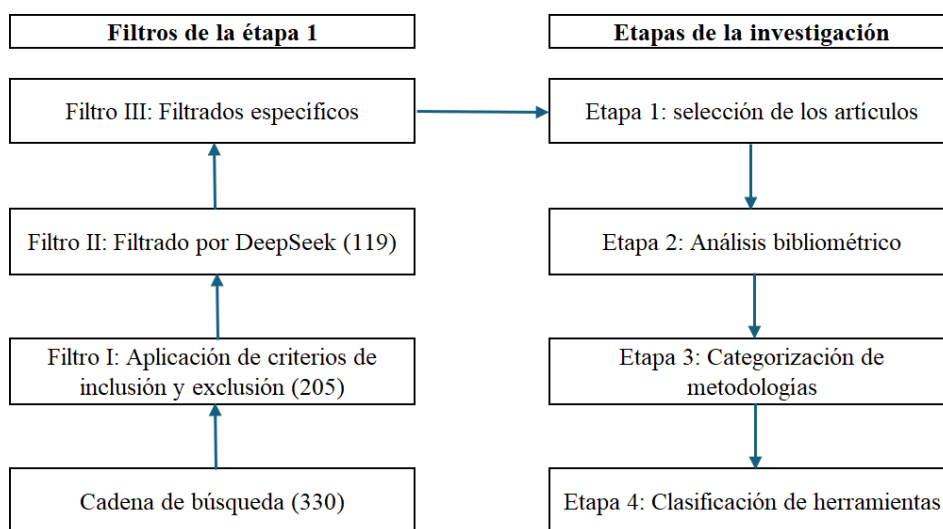 Filtros de la étapa 1
Filtro III: Filtrados específicos
Filtro II: Filtrado por DeepSeek (119)
Filtro I: Aplicación de criterios de
inclusión y exclusión (205)
Cadena de búsqueda (330)
Etapas de la investigación
Etapa 1: selección de los artículos
Etapa 2: Análisis bibliométrico
Etapa 3: Categorización de
metodologías
Etapa 4: Clasificación de herramientas